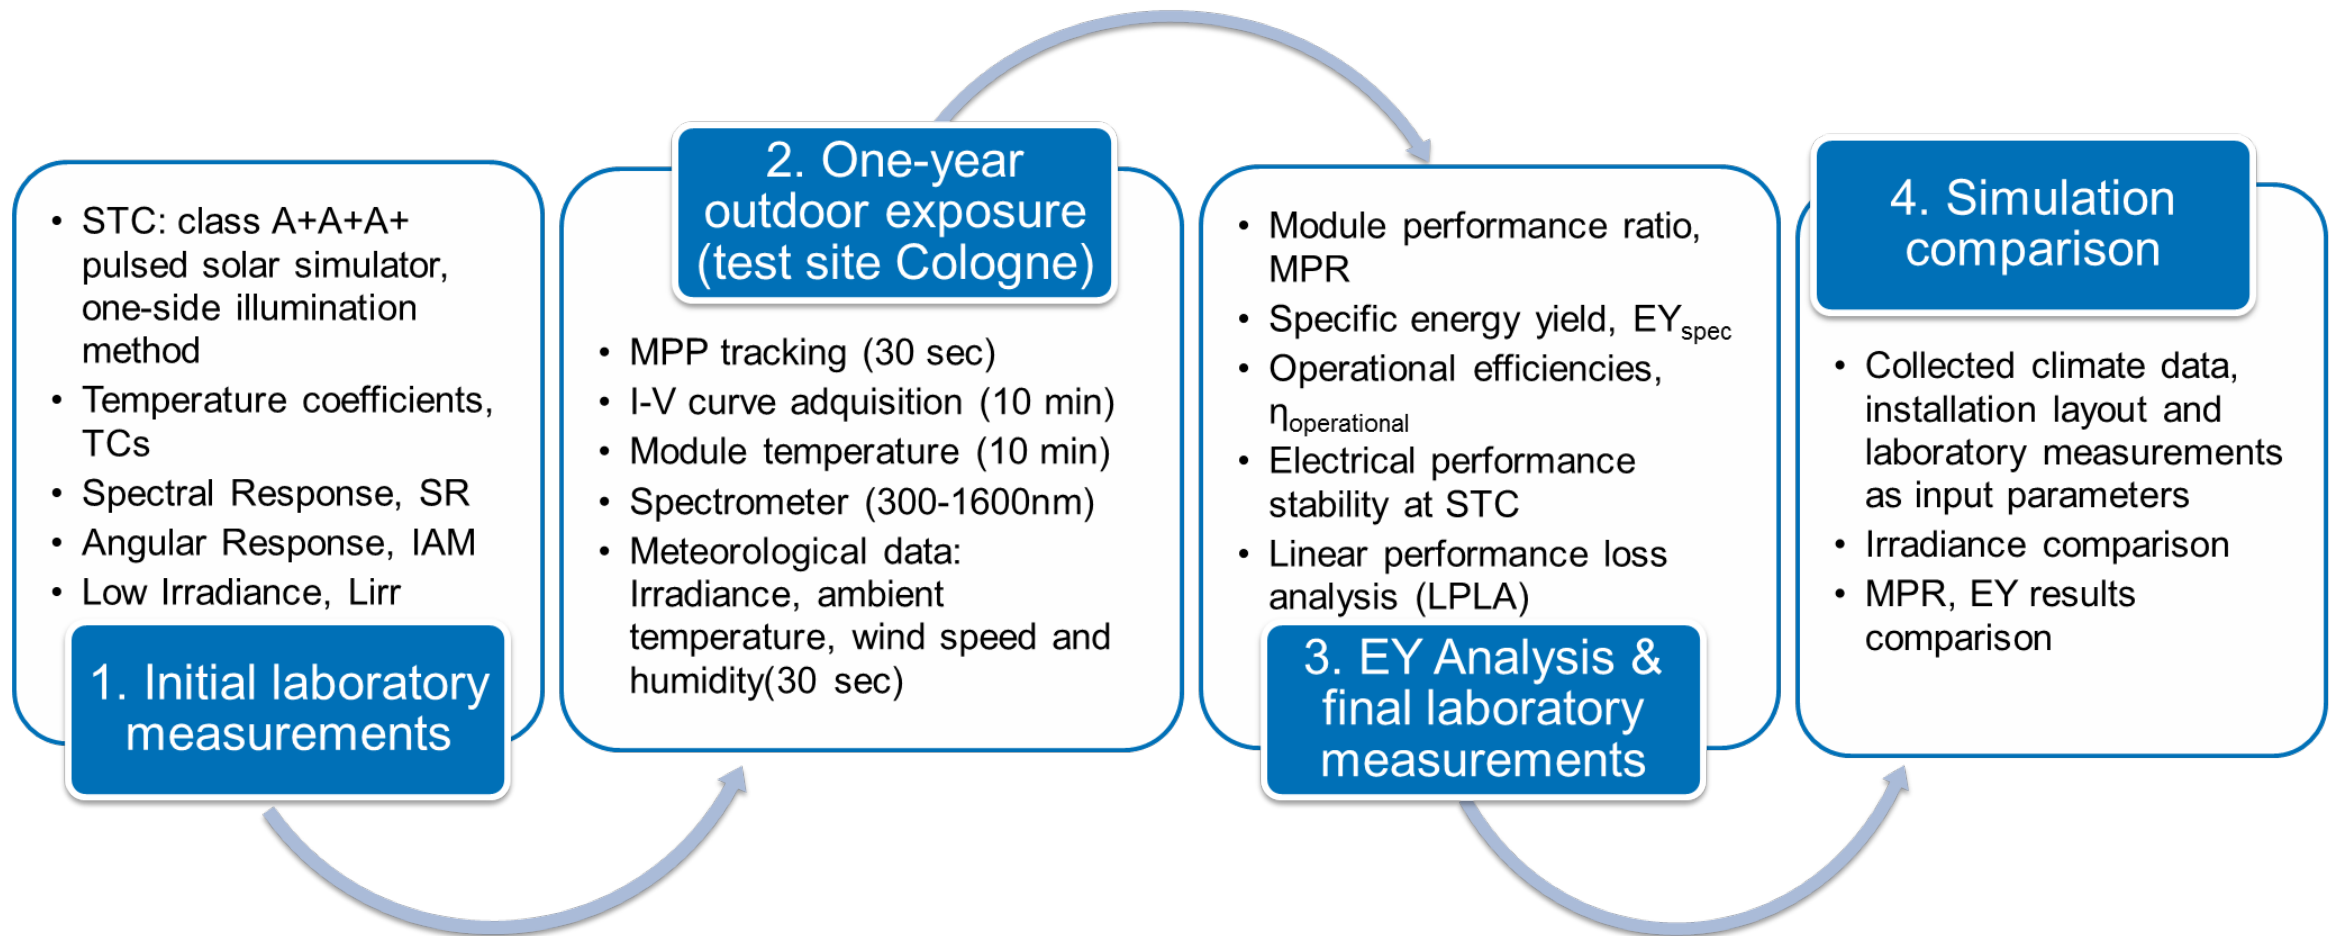 • STC: class A+A+A+
pulsed solar simulator,
one-side illumination
method
• Temperature coefficients,
TCs
• Spectral Response, SR
• Angular Response, IAM
• Low Irradiance, Lirr
1. Initial laboratory
measurements
2. One-year
outdoor exposure
(test site Cologne)
• MPP tracking (30 sec)
• I-V curve adquisition (10 min)
• Module temperature (10 min)
• Spectrometer (300-1600nm)
• Meteorological data:
Irradiance, ambient
temperature, wind speed and
humidity(30 sec)
• Module performance ratio,
MPR
• Specific energy yield, EYspec
• Operational efficiencies,
ηoperational
• Electrical performance
stability at STC
• Linear performance loss
analysis (LPLA)
3. EY Analysis &
final laboratory
measurements
4. Simulation
comparison
• Collected climate data,
installation layout and
laboratory measurements
as input parameters
• Irradiance comparison
• MPR, EY results
comparison